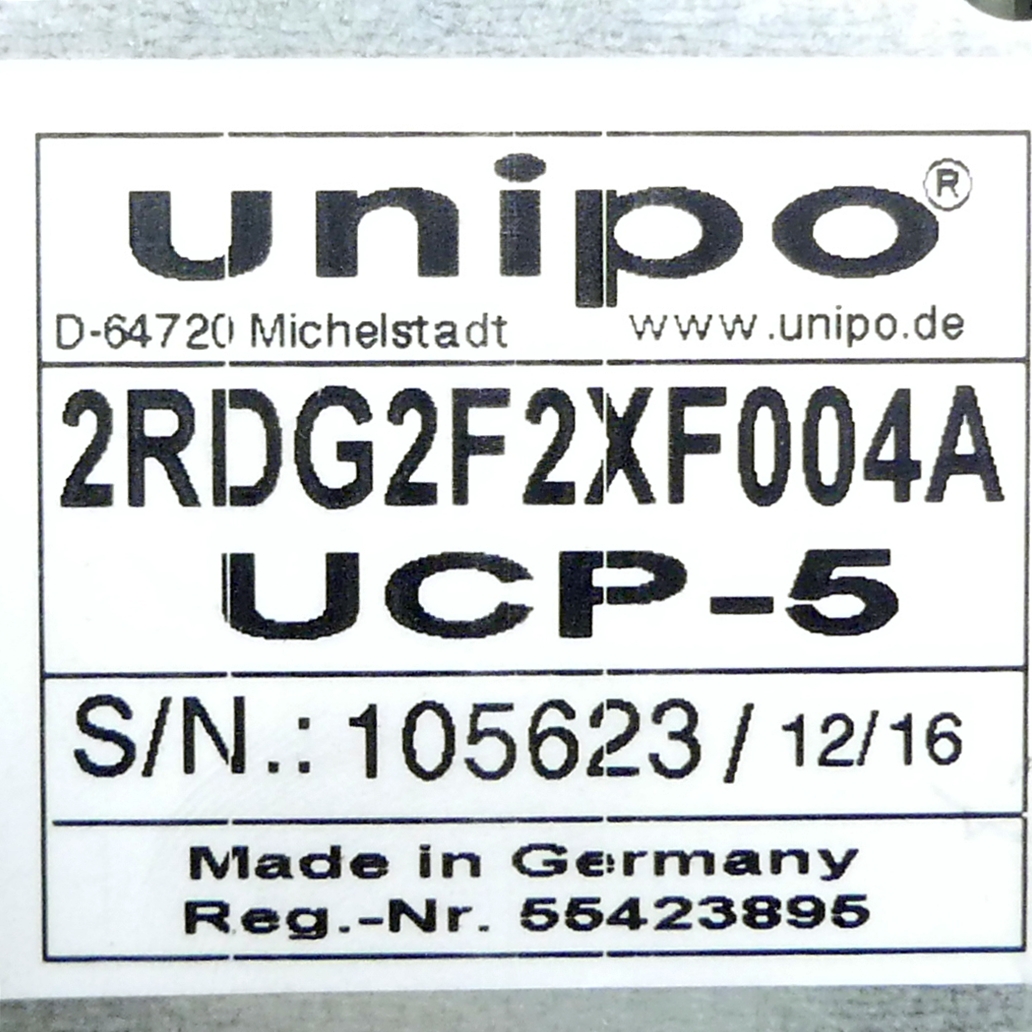 unipo®
D-64720 Michelstadt www.unipo.de
2RDG2F2XF004A
UCP-5
S/N.: 105623 / 12/16
Made in Germany
Reg.-Nr. 55423895